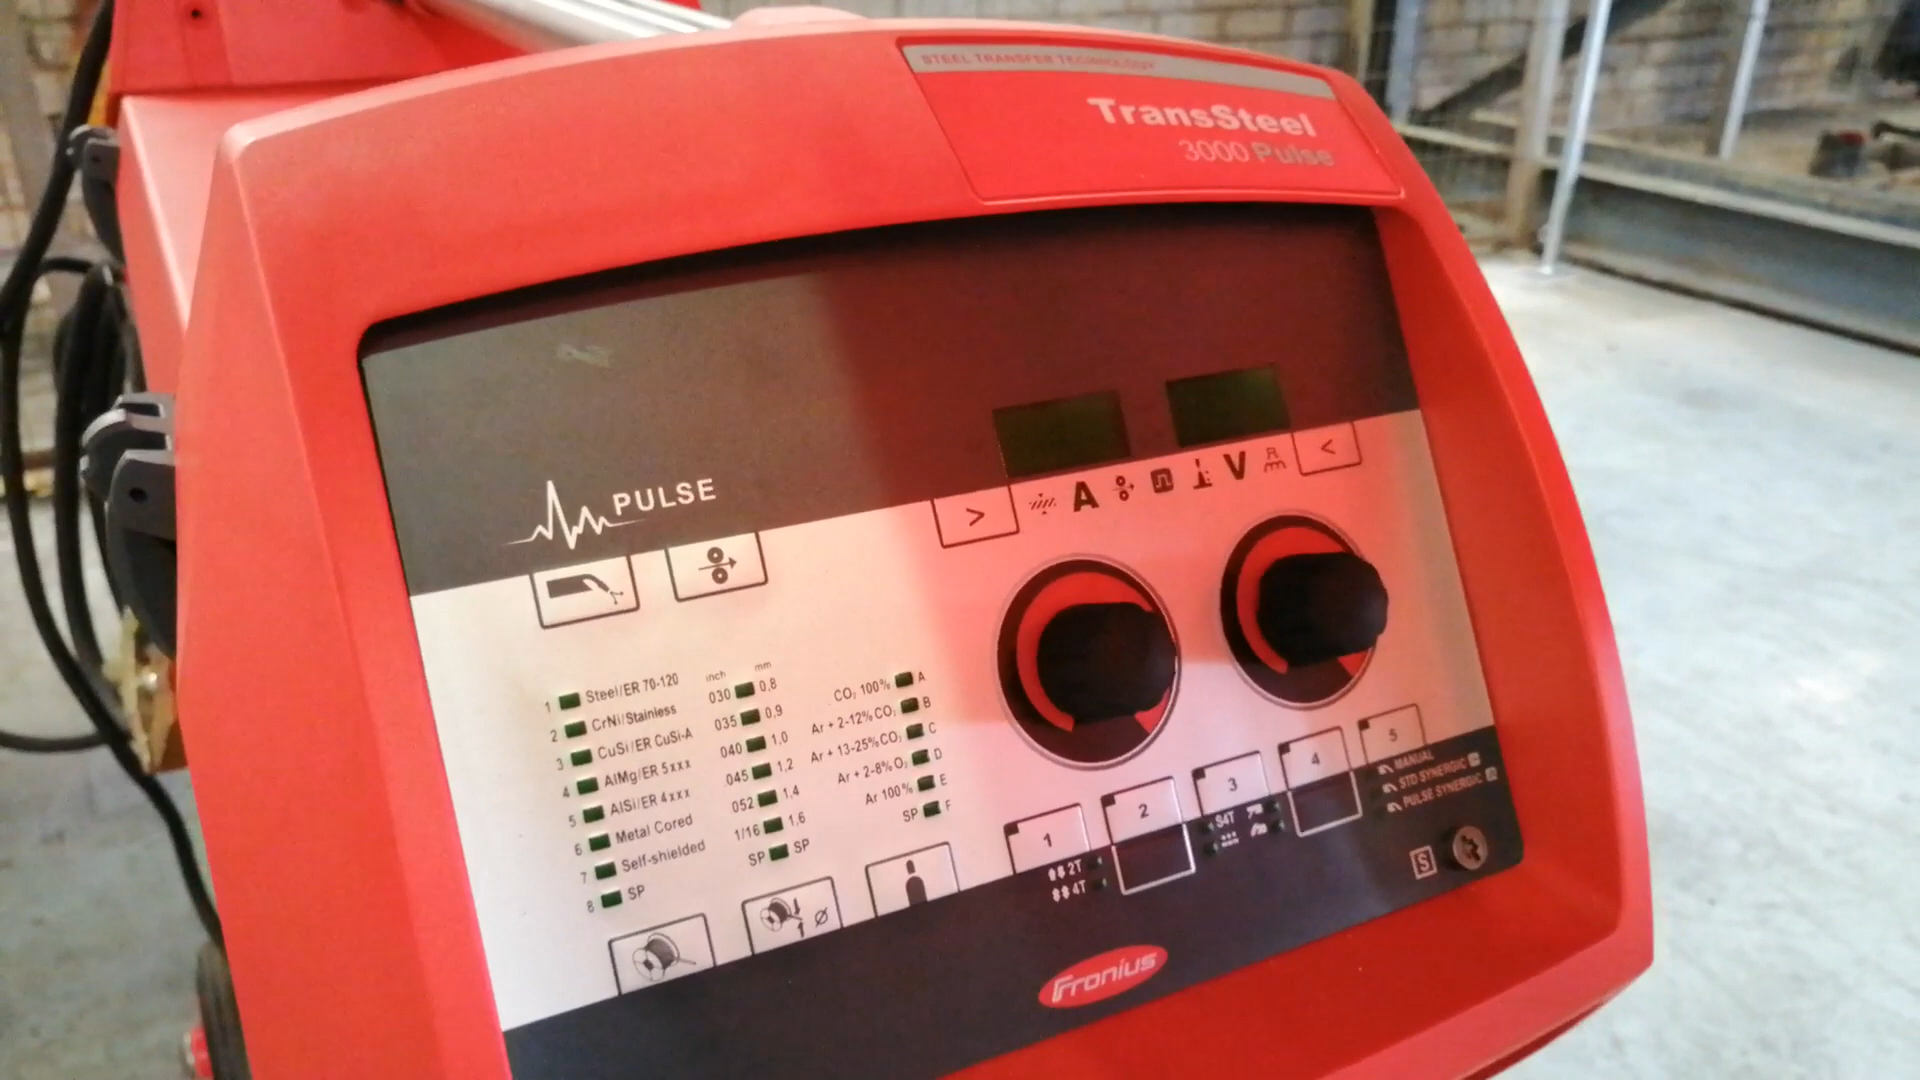 STEEL TRANSFER TECHNOLOGY
TransSteel
3000 Pulse
PULSE
> A V <
inch mm
1 Steel/ER 70-120
2 CrNi/Stainless
3 CuSi/ER CuSi-A
4 AlMg/ER 5xxx
5 AlSi/ER 4xxx
6 Metal Cored
7 Self-shielded
8 SP
030 0,8
035 0,9
040 1,0
045 1,2
052 1,4
1/16 1,6
SP SP
CO₂ 100% A
Ar + 2-12% CO₂ B
Ar + 13-25% CO₂ C
Ar + 2-8% O₂ D
Ar 100% E
SP F
Ø
1 2 3 4 5
2T
4T
S4T
MANUAL
STD SYNERGIC
PULSE SYNERGIC
S
Fronius